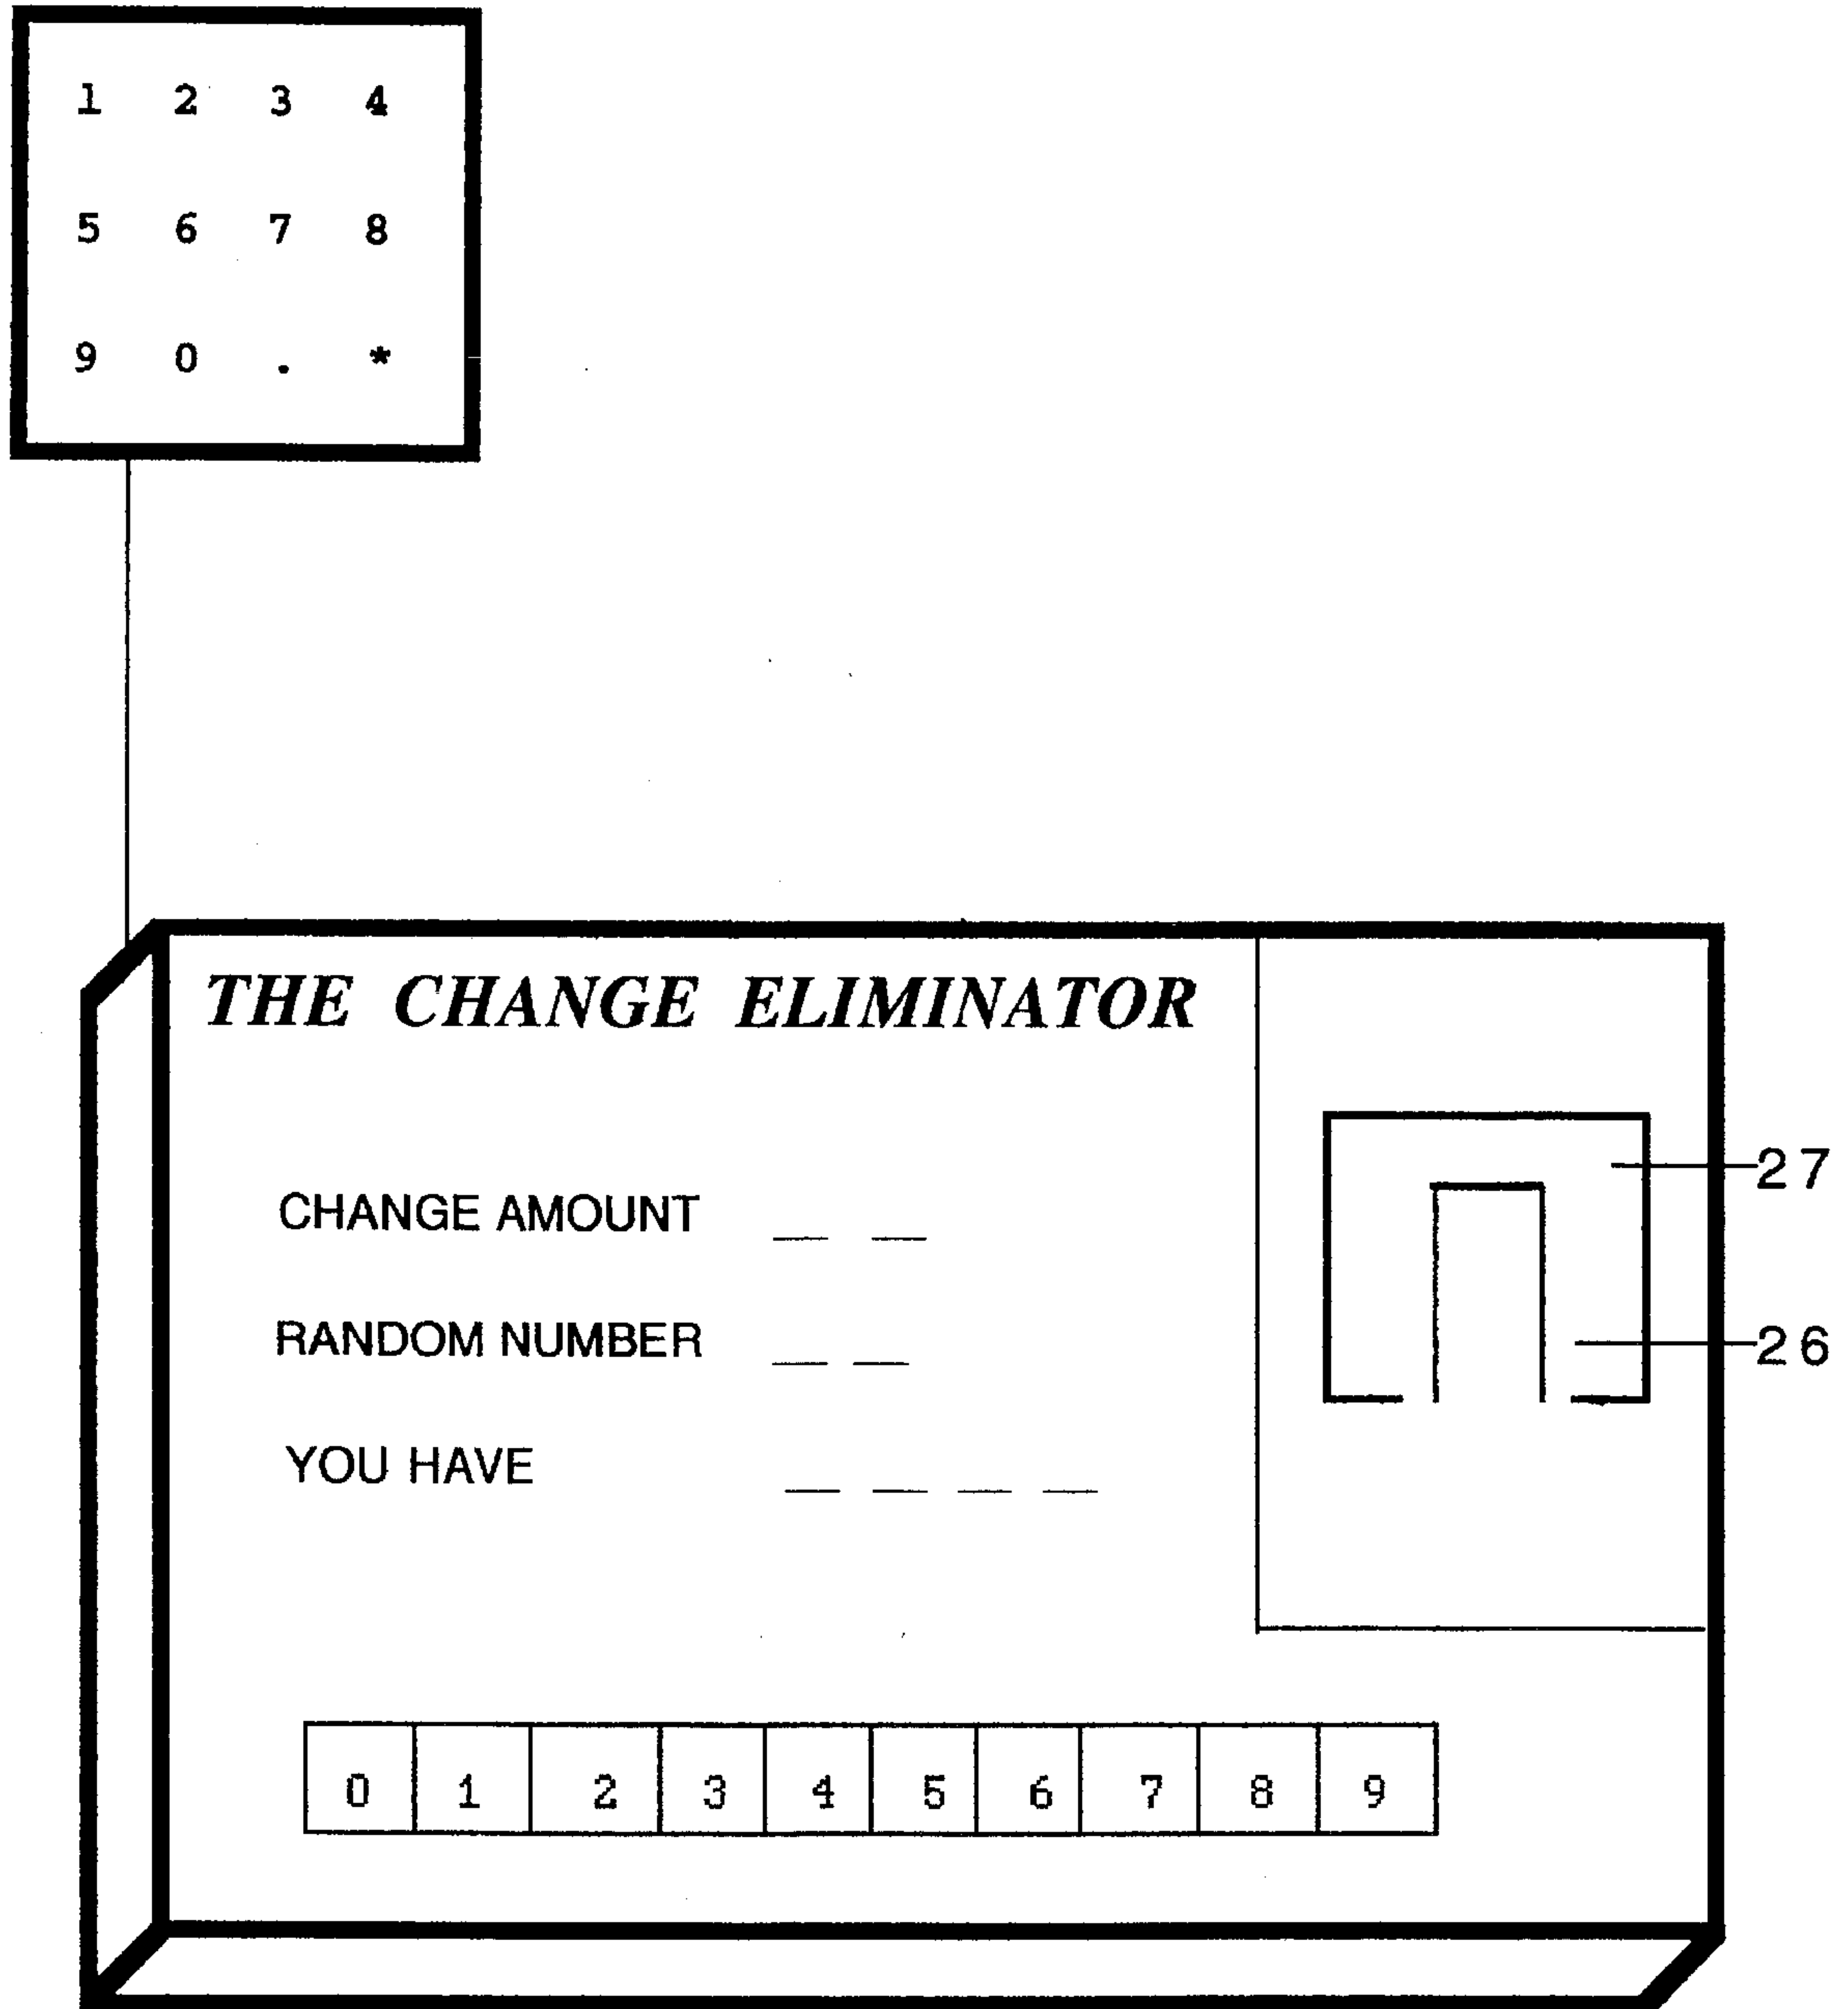 1 2 3 4
5 6 7 8
9 0 . *
THE CHANGE ELIMINATOR
CHANGE AMOUNT _ _
RANDOM NUMBER _ _
YOU HAVE _ _ _ _
27
26
0 1 2 3 4 5 6 7 8 9